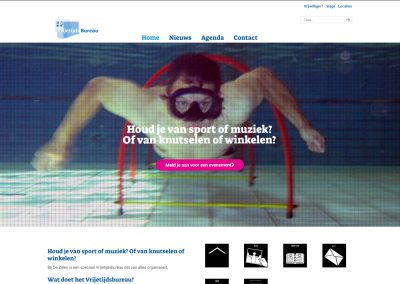 Vrijwilliger? Stage Locaties
Zoek...
Vrijetijds Bureau
Home Nieuws Agenda Contact
Houd je van sport of muziek?
Of van knutselen of winkelen?
Meld je aan voor een evenement
Houd je van sport of muziek? Of van knutselen of
winkelen?
Bij De Zijlen is een speciaal Vrijetijdsbureau dat van alles organiseert.
Wat doet het Vrijetijdsbureau?